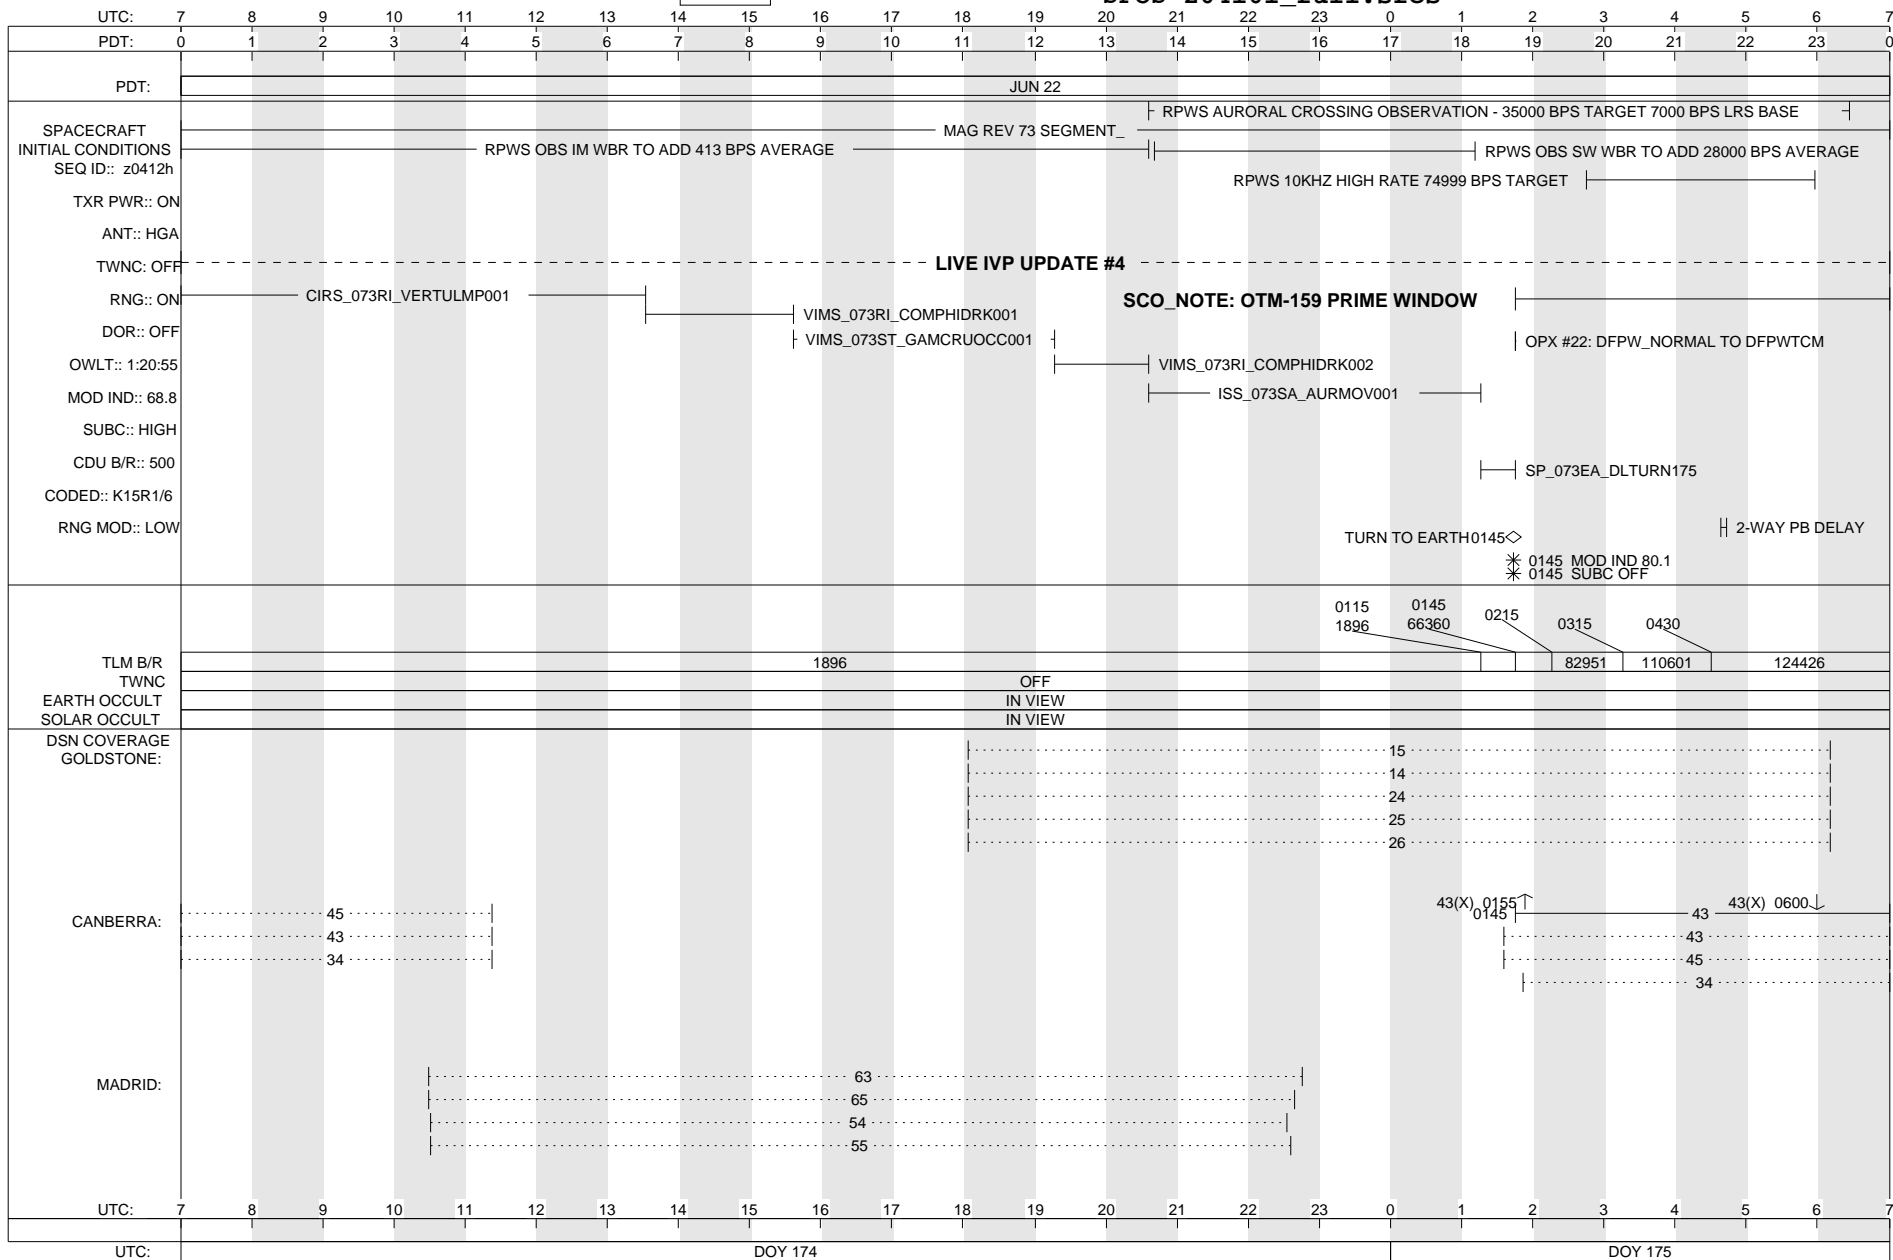 UTC: 7 8 9 10 11 12 13 14 15 16 17 18 19 20 21 22 23 0 1 2 3 4 5 6 7
PDT: 0 1 2 3 4 5 6 7 8 9 10 11 12 13 14 15 16 17 18 19 20 21 22 23 0
PDT: JUN 22
RPWS AURORAL CROSSING OBSERVATION - 35000 BPS TARGET 7000 BPS LRS BASE
SPACECRAFT MAG REV 73 SEGMENT_
INITIAL CONDITIONS RPWS OBS IM WBR TO ADD 413 BPS AVERAGE RPWS OBS SW WBR TO ADD 28000 BPS AVERAGE
SEQ ID:: z0412h
RPWS 10KHZ HIGH RATE 74999 BPS TARGET
TXR PWR:: ON
ANT:: HGA
TWNC: OFF LIVE IVP UPDATE #4
RNG:: ON CIRS_073RI_VERTULMP001 SCO_NOTE: OTM-159 PRIME WINDOW
VIMS_073RI_COMPHIDRK001
DOR:: OFF VIMS_073ST_GAMCRUOCC001 OPX #22: DFPW_NORMAL TO DFPWTCM
OWLT:: 1:20:55 VIMS_073RI_COMPHIDRK002
MOD IND:: 68.8 ISS_073SA_AURMOV001
SUBC:: HIGH
CDU B/R:: 500 SP_073EA_DLTURN175
CODED:: K15R1/6
RNG MOD:: LOW 2-WAY PB DELAY
TURN TO EARTH 0145
0145 MOD IND 80.1
0145 SUBC OFF
0115 0145 0215 0315 0430
1896 66360
TLM B/R 1896 82951 110601 124426
TWNC OFF
EARTH OCCULT IN VIEW
SOLAR OCCULT IN VIEW
DSN COVERAGE
GOLDSTONE: 15
14
24
25
26
43(X) 0155 43(X) 0600
CANBERRA: 45 0145 43
43 43
34 45
34
MADRID: 63
65
54
55
UTC: 7 8 9 10 11 12 13 14 15 16 17 18 19 20 21 22 23 0 1 2 3 4 5 6 7
UTC: DOY 174 DOY 175